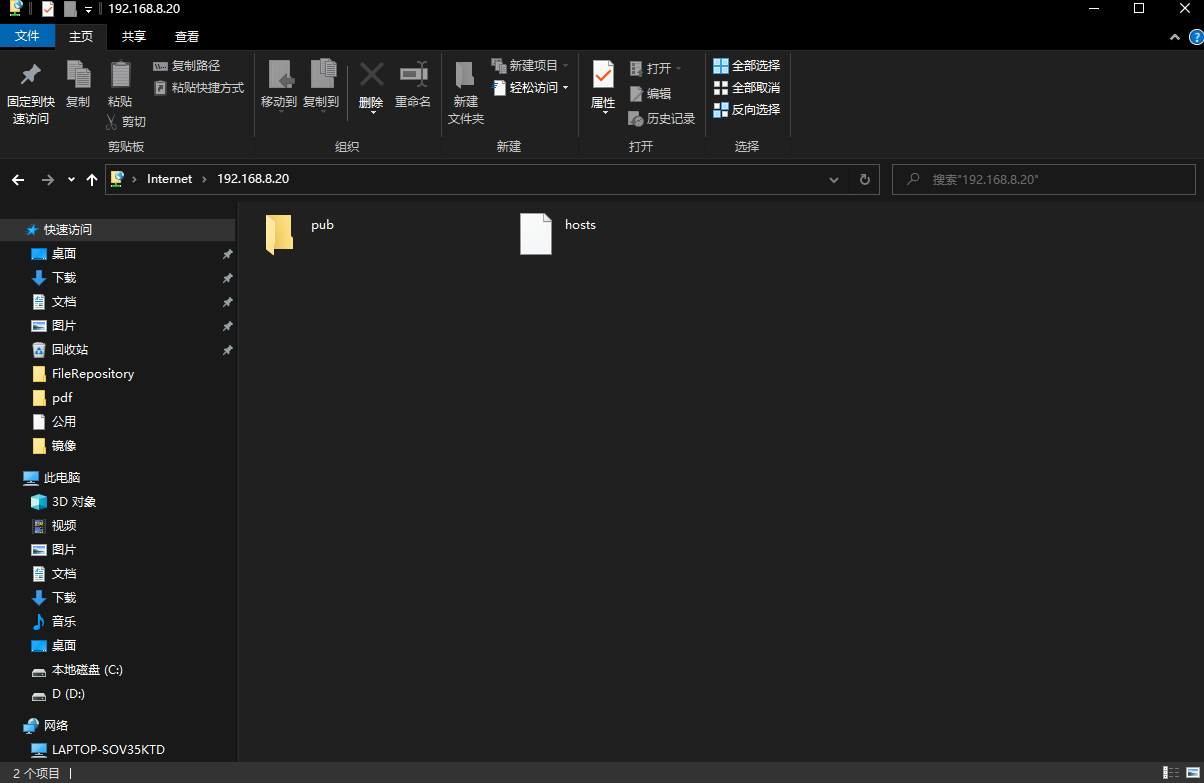 192.168.8.20
文件 主页 共享 查看
固定到快速访问
复制
粘贴
复制路径
粘贴快捷方式
剪切
剪贴板
移动到
复制到
删除
重命名
组织
新建
文件夹
新建项目
轻松访问
新建
属性
打开
编辑
历史记录
打开
全部选择
全部取消
反向选择
选择
Internet 192.168.8.20
搜索"192.168.8.20"
快速访问
桌面
下载
文档
图片
回收站
FileRepository
pdf
公用
镜像
此电脑
3D 对象
视频
图片
文档
下载
音乐
桌面
本地磁盘 (C:)
D (D:)
网络
LAPTOP-SOV35KTD
pub
hosts
2 个项目